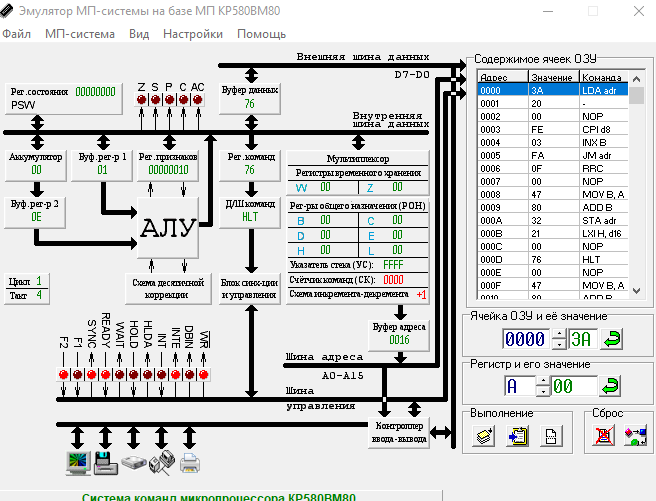 Эмулятор МП-системы на базе МП КР580ВМ80
Файл МП-система Вид Настройки Помощь
Внешняя шина данных
D7-D0
Рег.состояния 00000000
PSW
Z S P C AC
Буфер данных
76
Внутренняя
шина данных
Аккумулятор
00
Буф.рег-р 1
01
Рег.признаков
00000010
Рег.команд
76
Мультиплексор
Регистры временного хранения
W 00 Z 00
Рег-ры общего назначения (РОН)
B 00 C 00
D 00 E 00
H 00 L 00
Указатель стека (УС): FFFF
Счётчик команд (СК): 0000
Схема инкремента-декремента +1
Буф.рег-р 2
0E
АЛУ
Д/Ш команд
HLT
Цикл 1
Такт 4
Схема десятичной
коррекции
Блок синх-ции
и управления
Буфер адреса
0016
F2 F1 SYNC READY WAIT HOLD HLDA INT INTE DBIN WR
Шина адреса
A0-A15
Шина
управления
Контроллер
ввода-вывода
Содержимое ячеек ОЗУ
Адрес Значение Команда
0000 3A LDA adr
0001 20 -
0002 00 NOP
0003 FE CPI d8
0004 03 INX B
0005 FA JM adr
0006 0F RRC
0007 00 NOP
0008 47 MOV B, A
0009 80 ADD B
000A 32 STA adr
000B 21 LXI H, d16
000C 00 NOP
000D 76 HLT
000E 00 NOP
000F 47 MOV B, A
0010 80 ADD B
Ячейка ОЗУ и её значение
0000 3A
Регистр и его значение
A 00
Выполнение
Сброс
Система команд микропроцессора КР580ВМ80